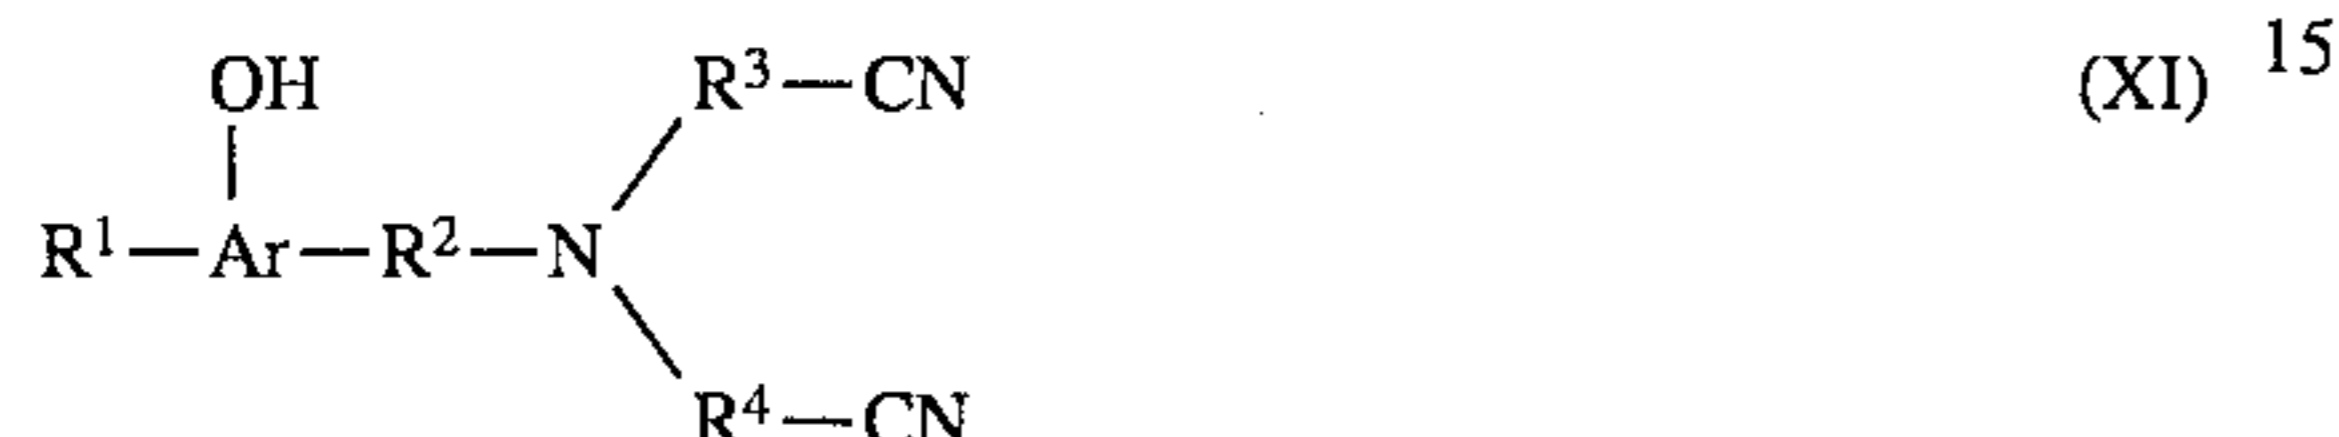 OH R³—CN (XI) 15
R¹—Ar—R²—N
R⁴—CN